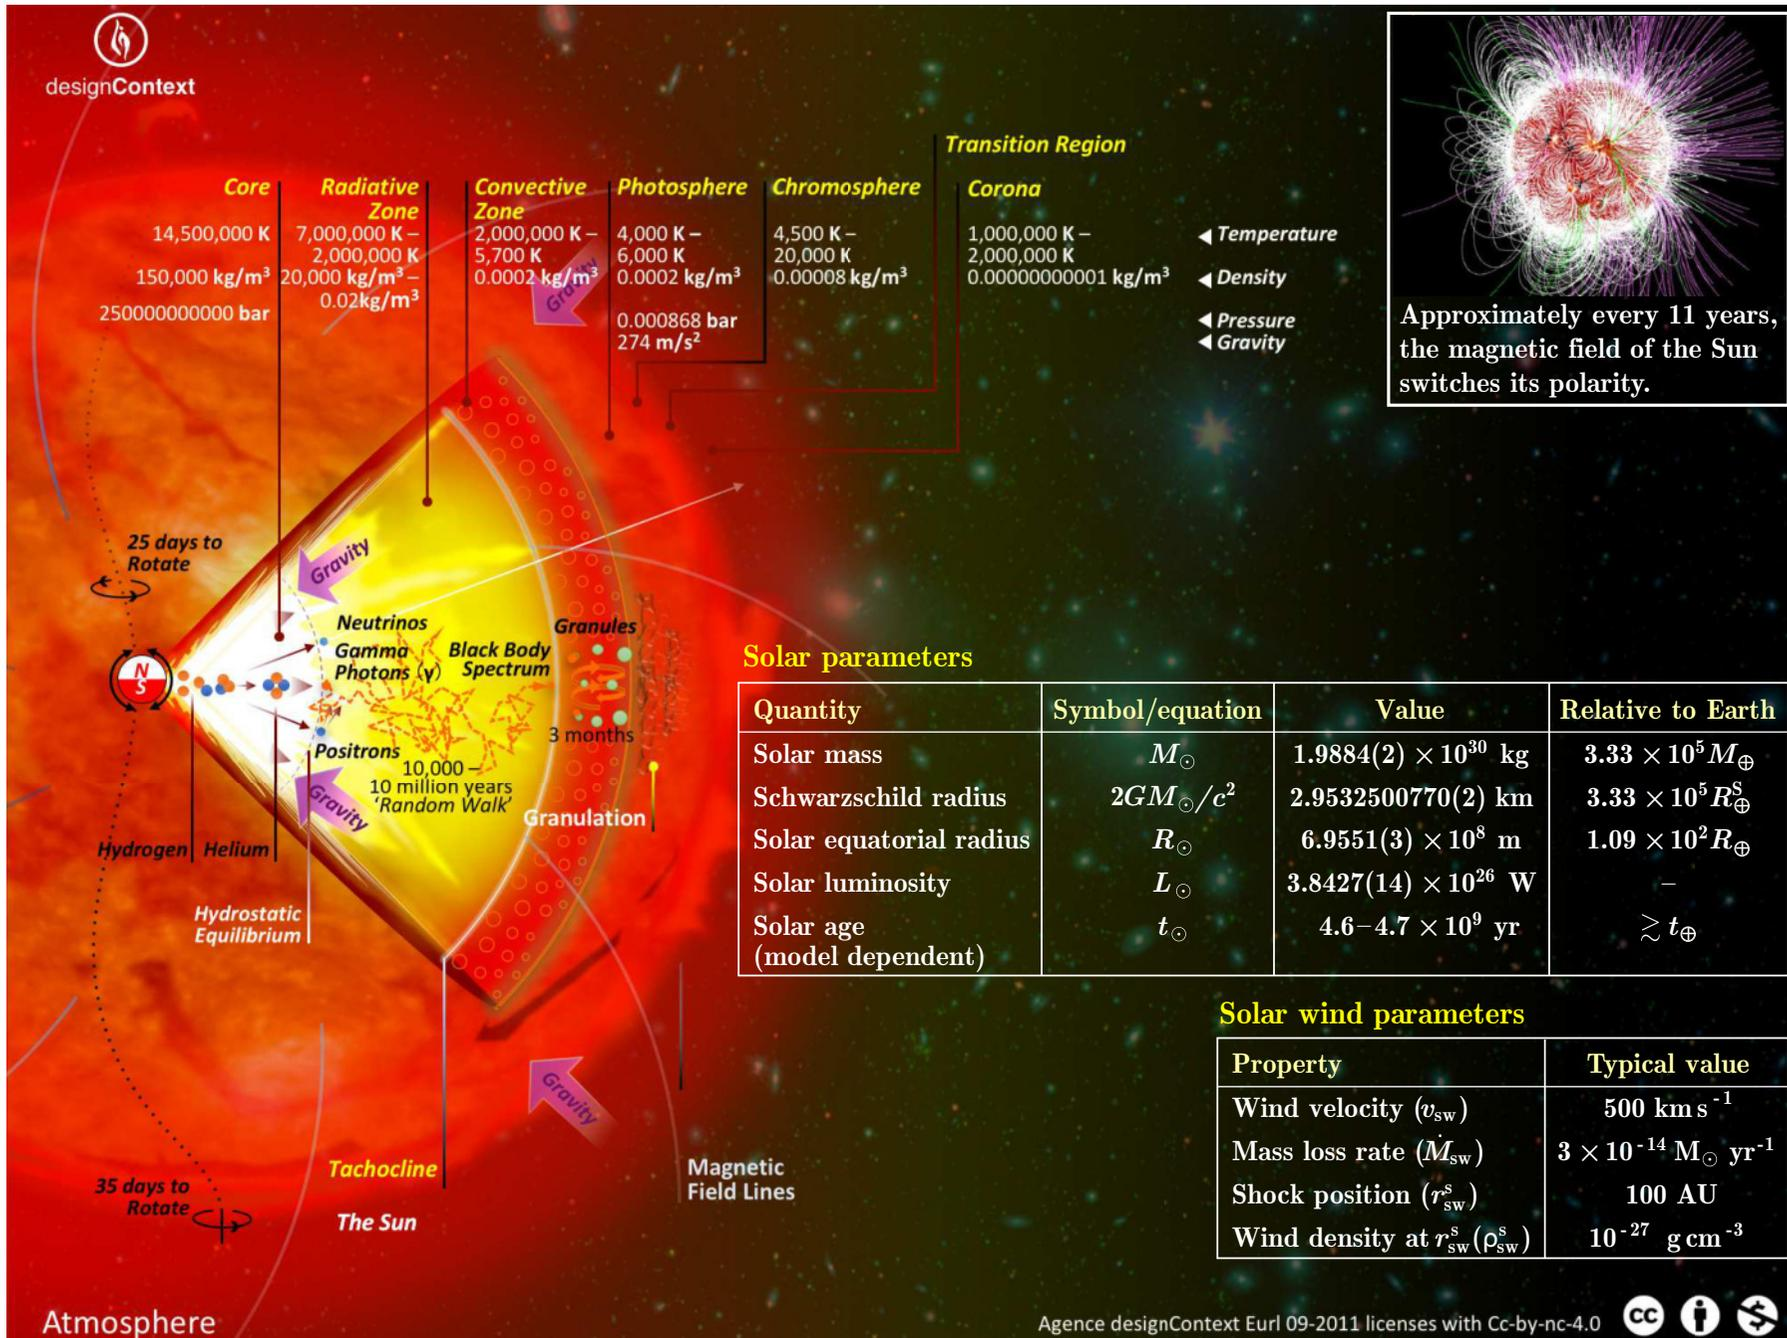 designContext
Transition Region
Core
Radiative
Zone
Convective
Zone
Photosphere
Chromosphere
Corona
14,500,000 K
150,000 kg/m³
250000000000 bar
7,000,000 K –
2,000,000 K
20,000 kg/m³ –
0.02kg/m³
2,000,000 K –
5,700 K
0.0002 kg/m³
4,000 K –
6,000 K
0.0002 kg/m³
0.000868 bar
274 m/s²
4,500 K –
20,000 K
0.00008 kg/m³
1,000,000 K –
2,000,000 K
0.00000000001 kg/m³
◀ Temperature
◀ Density
◀ Pressure
◀ Gravity
Approximately every 11 years,
the magnetic field of the Sun
switches its polarity.
Gravity
25 days to
Rotate
Gravity
N
S
Neutrinos
Gamma
Photons (γ)
Black Body
Spectrum
Granules
3 months
Positrons
10,000 –
10 million years
‘Random Walk’
Gravity
Granulation
Hydrogen
Helium
Hydrostatic
Equilibrium
Gravity
Tachocline
Magnetic
Field Lines
35 days to
Rotate
The Sun
Solar parameters
Quantity Symbol/equation Value Relative to Earth
Solar mass M⊙ 1.9884(2) × 10³⁰ kg 3.33 × 10⁵ M⊕
Schwarzschild radius 2GM⊙/c² 2.9532500770(2) km 3.33 × 10⁵ R⊕ˢ
Solar equatorial radius R⊙ 6.9551(3) × 10⁸ m 1.09 × 10² R⊕
Solar luminosity L⊙ 3.8427(14) × 10²⁶ W –
Solar age t⊙ 4.6–4.7 × 10⁹ yr ≳ t⊕
(model dependent)
Solar wind parameters
Property Typical value
Wind velocity (v_sw) 500 km s⁻¹
Mass loss rate (Ṁ_sw) 3 × 10⁻¹⁴ M⊙ yr⁻¹
Shock position (r^s_sw) 100 AU
Wind density at r^s_sw (ρ^s_sw) 10⁻²⁷ g cm⁻³
Atmosphere
Agence designContext Eurl 09-2011 licenses with Cc-by-nc-4.0
cc